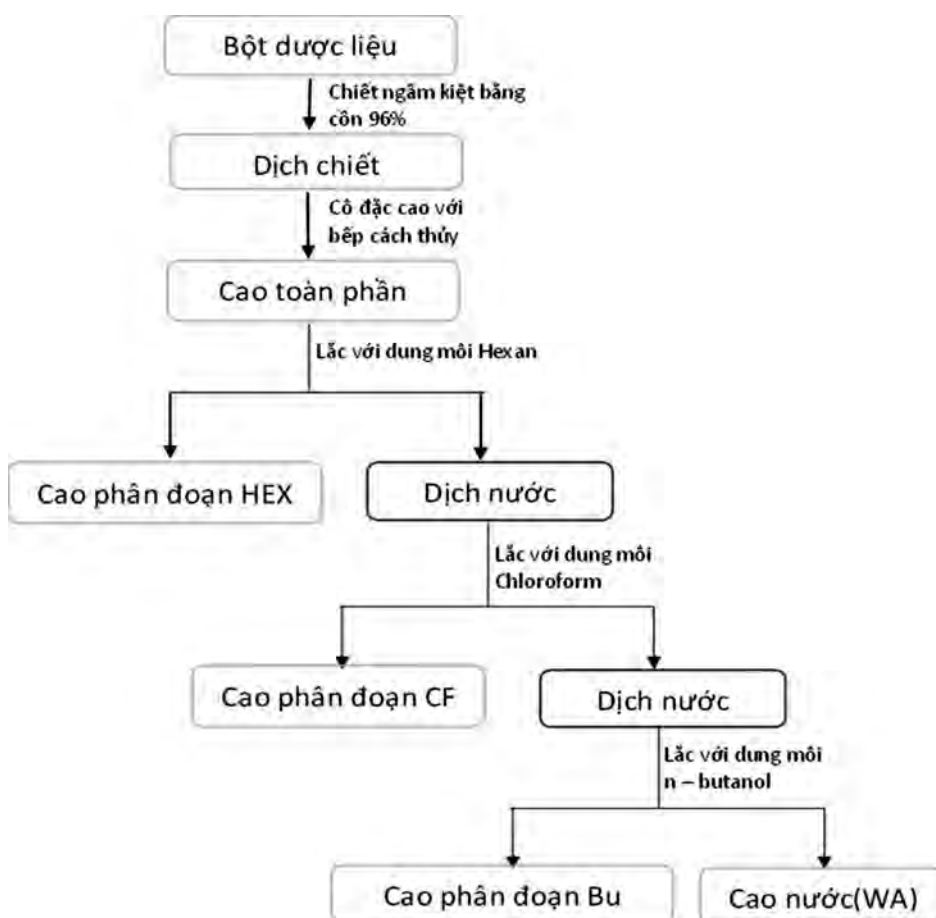 Bột dược liệu
Chiết ngấm kiệt bằng
cồn 96%
Dịch chiết
Cô đặc cao với
bếp cách thủy
Cao toàn phần
Lắc với dung môi Hexan
Cao phân đoạn HEX
Dịch nước
Lắc với dung môi
Chloroform
Cao phân đoạn CF
Dịch nước
Lắc với dung môi
n – butanol
Cao phân đoạn Bu
Cao nước(WA)